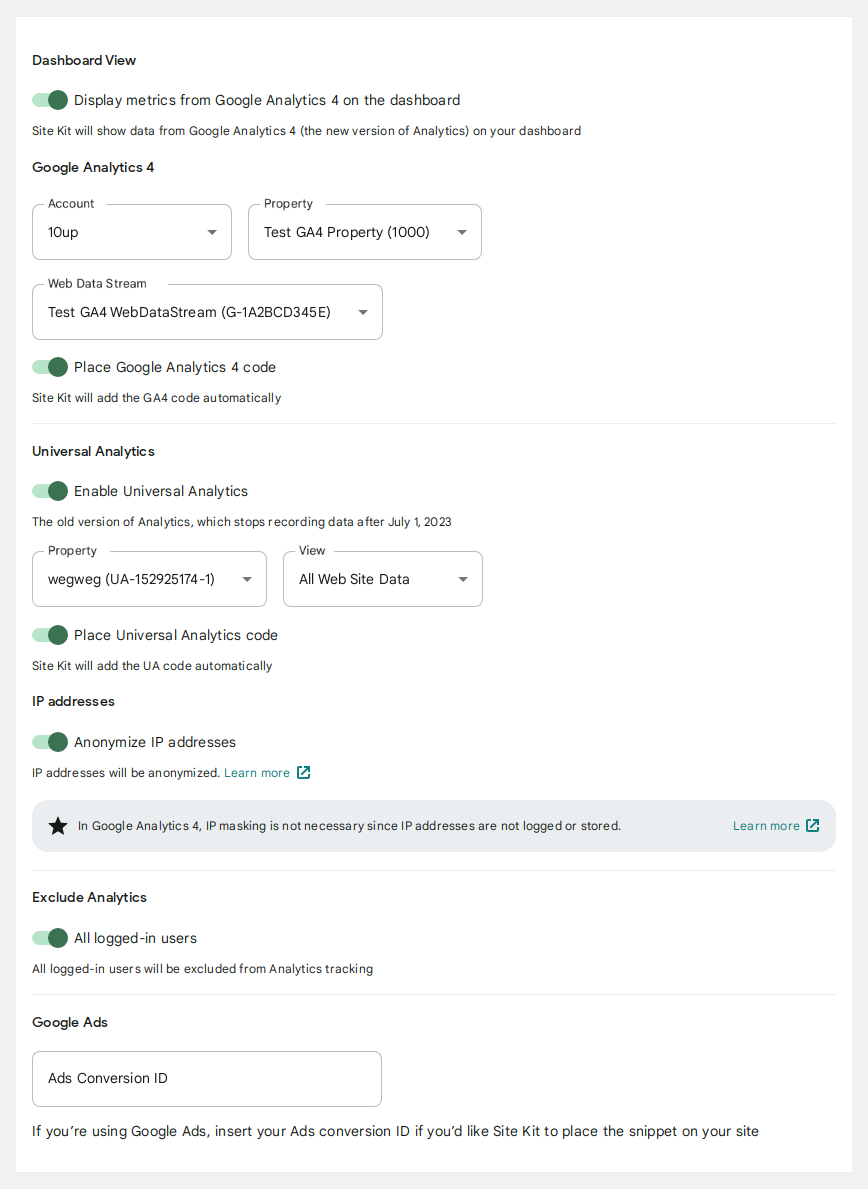 Dashboard View
Display metrics from Google Analytics 4 on the dashboard
Site Kit will show data from Google Analytics 4 (the new version of Analytics) on your dashboard
Google Analytics 4
Account
Property
10up
Test GA4 Property (1000)
Web Data Stream
Test GA4 WebDataStream (G-1A2BCD345E)
Place Google Analytics 4 code
Site Kit will add the GA4 code automatically
Universal Analytics
Enable Universal Analytics
The old version of Analytics, which stops recording data after July 1, 2023
Property
View
wegweg (UA-152925174-1)
All Web Site Data
Place Universal Analytics code
Site Kit will add the UA code automatically
IP addresses
Anonymize IP addresses
IP addresses will be anonymized. Learn more
In Google Analytics 4, IP masking is not necessary since IP addresses are not logged or stored.
Learn more
Exclude Analytics
All logged-in users
All logged-in users will be excluded from Analytics tracking
Google Ads
Ads Conversion ID
If you’re using Google Ads, insert your Ads conversion ID if you’d like Site Kit to place the snippet on your site